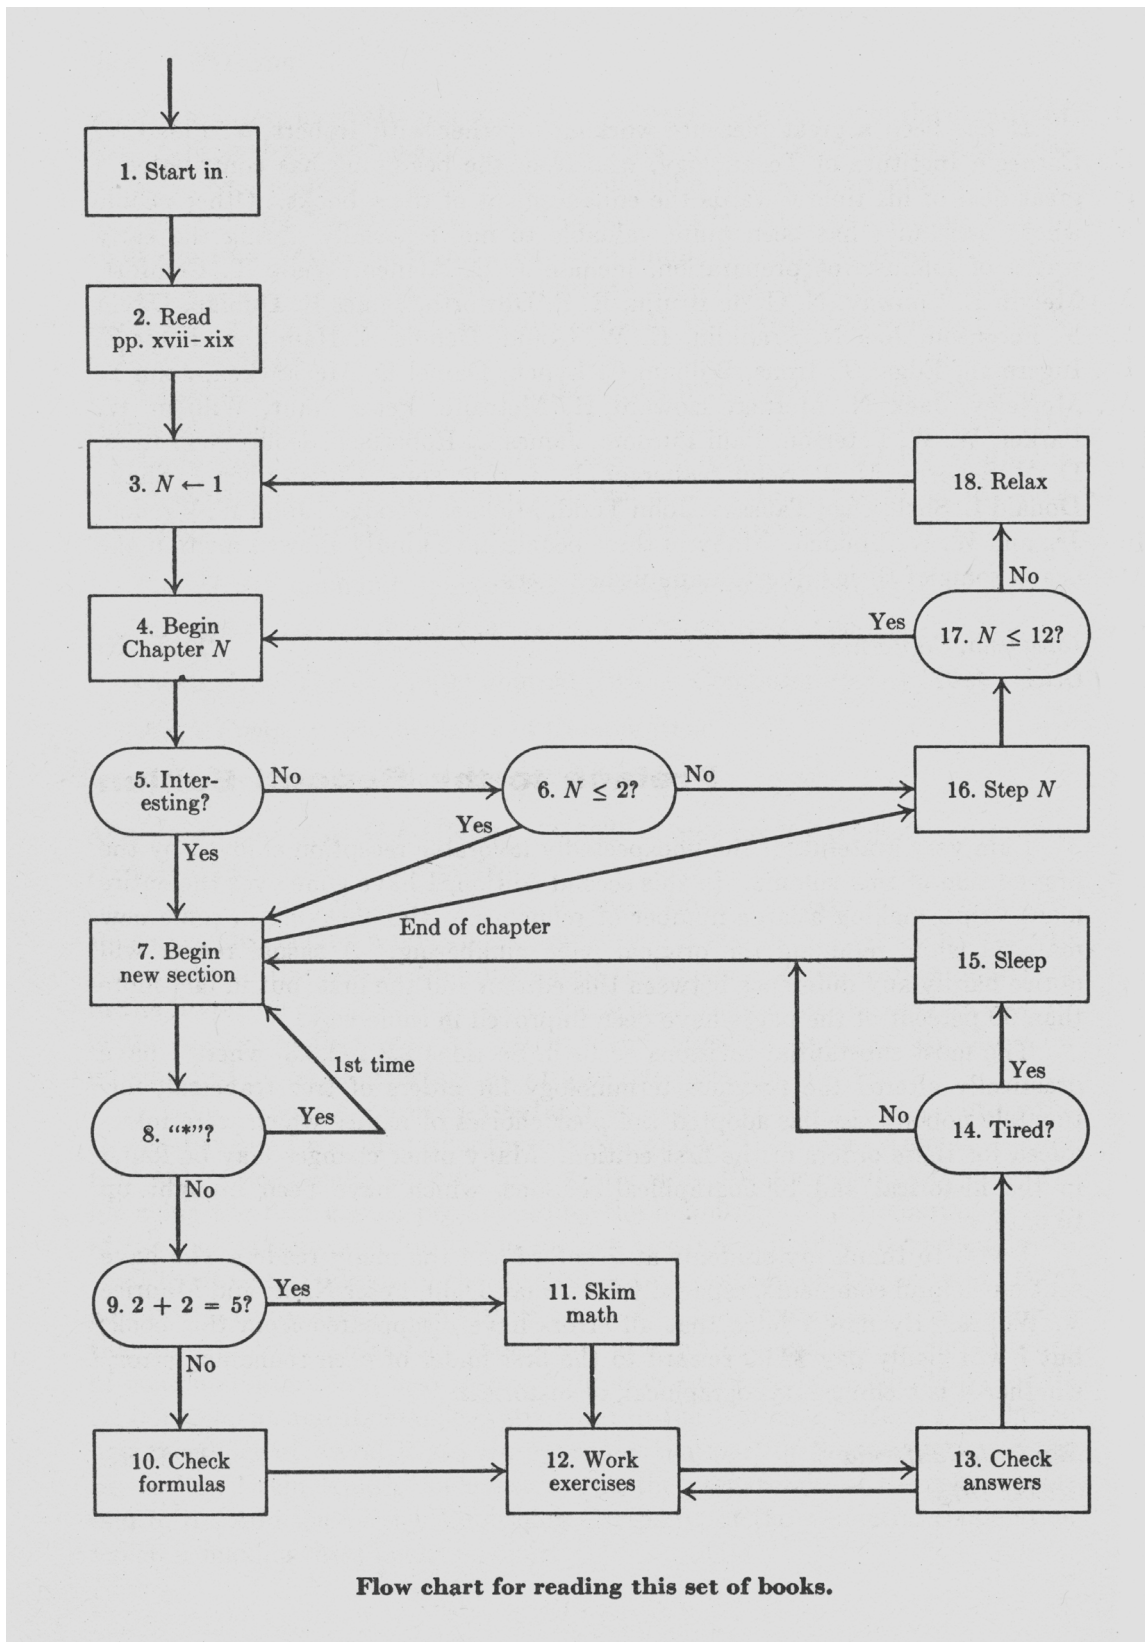 1. Start in
2. Read
pp. xvii–xix
3. N ← 1
18. Relax
No
4. Begin
Chapter N
Yes
17. N ≤ 12?
5. Inter-
esting?
No
6. N ≤ 2?
No
16. Step N
Yes
Yes
End of chapter
7. Begin
new section
15. Sleep
1st time
Yes
8. “*”?
Yes
No
14. Tired?
No
9. 2 + 2 = 5?
Yes
11. Skim
math
No
10. Check
formulas
12. Work
exercises
13. Check
answers
Flow chart for reading this set of books.